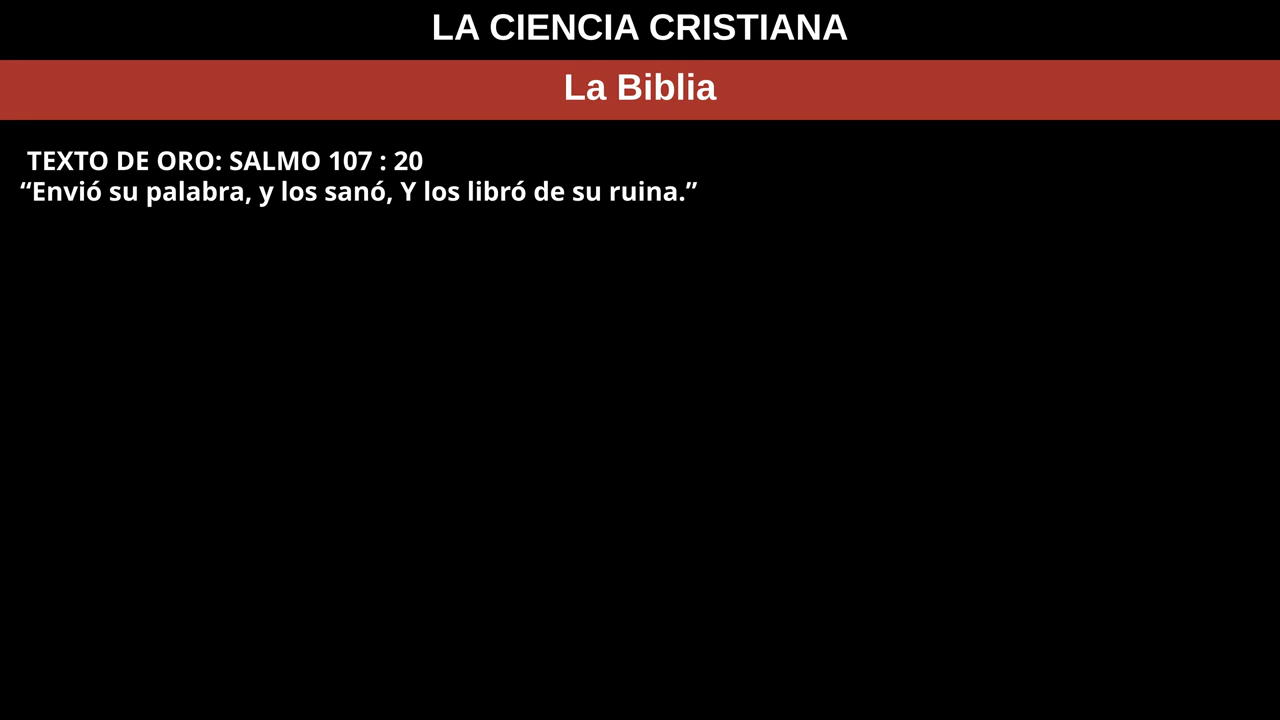 LA CIENCIA CRISTIANA
La Biblia
TEXTO DE ORO: SALMO 107 : 20
“Envió su palabra, y los sanó, Y los libró de su ruina.”